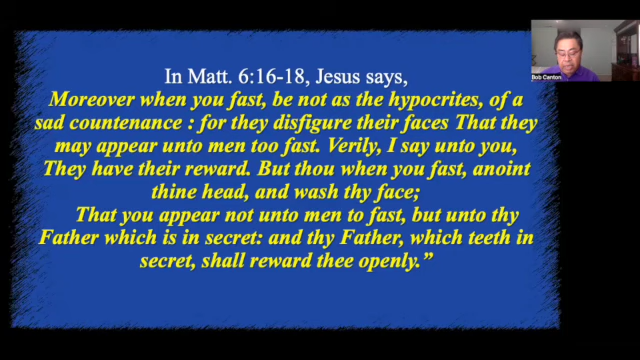 In Matt. 6:16-18, Jesus says,
Moreover when you fast, be not as the hypocrites, of a
sad countenance : for they disfigure their faces That they
may appear unto men too fast. Verily, I say unto you,
They have their reward. But thou when you fast, anoint
thine head, and wash thy face;
That you appear not unto men to fast, but unto thy
Father which is in secret: and thy Father, which teeth in
secret, shall reward thee openly.”
Bob Canton